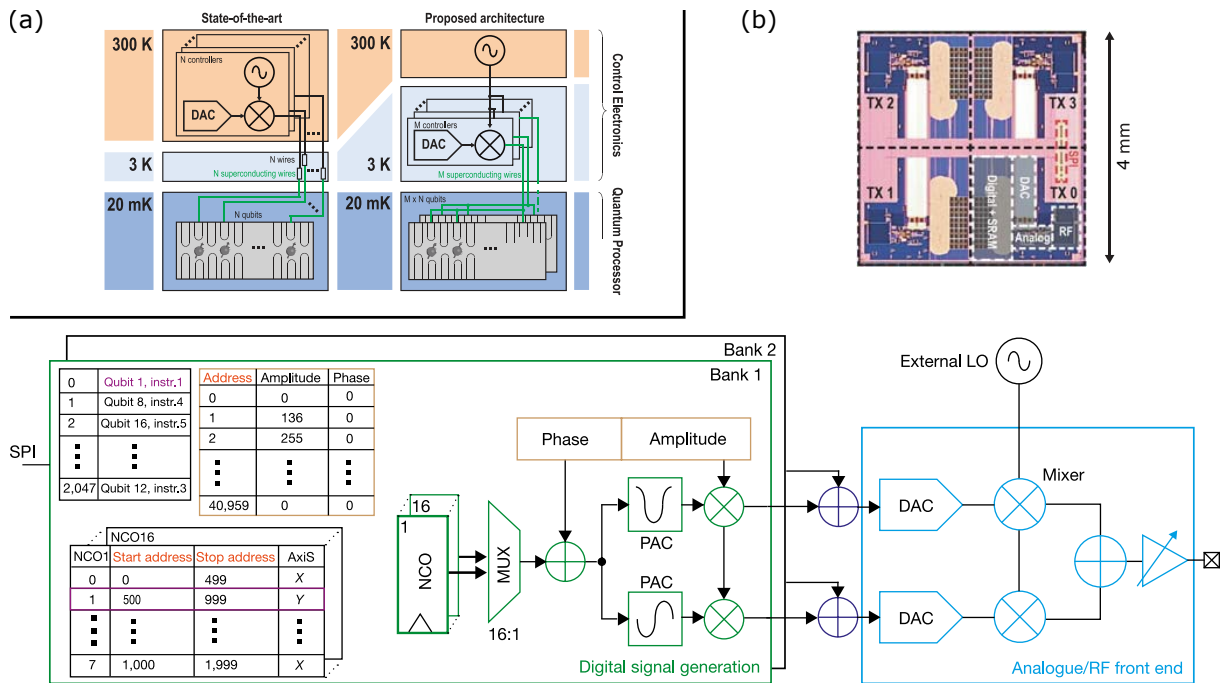 (a)
State-of-the-art
Proposed architecture
300 K
N controllers
DAC
3 K
N wires
N superconducting wires
20 mK
N qubits
300 K
M controllers
DAC
3 K
M superconducting wires
20 mK
M x N qubits
Control Electronics
Quantum Processor
(b)
TX 2
TX 3
SPI
TX 1
TX 0
Digital + SRAM
DAC
Analog
RF
4 mm
Bank 2
Bank 1
SPI
0 Qubit 1, instr.1
1 Qubit 8, instr.4
2 Qubit 16, instr.5
2,047 Qubit 12, instr.3
Address Amplitude Phase
0 0 0
1 136 0
2 255 0
40,959 0 0
NCO16
NCO1 Start address Stop address AxiS
0 0 499 X
1 500 999 Y
7 1,000 1,999 X
16
1
NCO
MUX
16:1
Phase Amplitude
PAC
PAC
Digital signal generation
External LO
Mixer
DAC
DAC
Analogue/RF front end